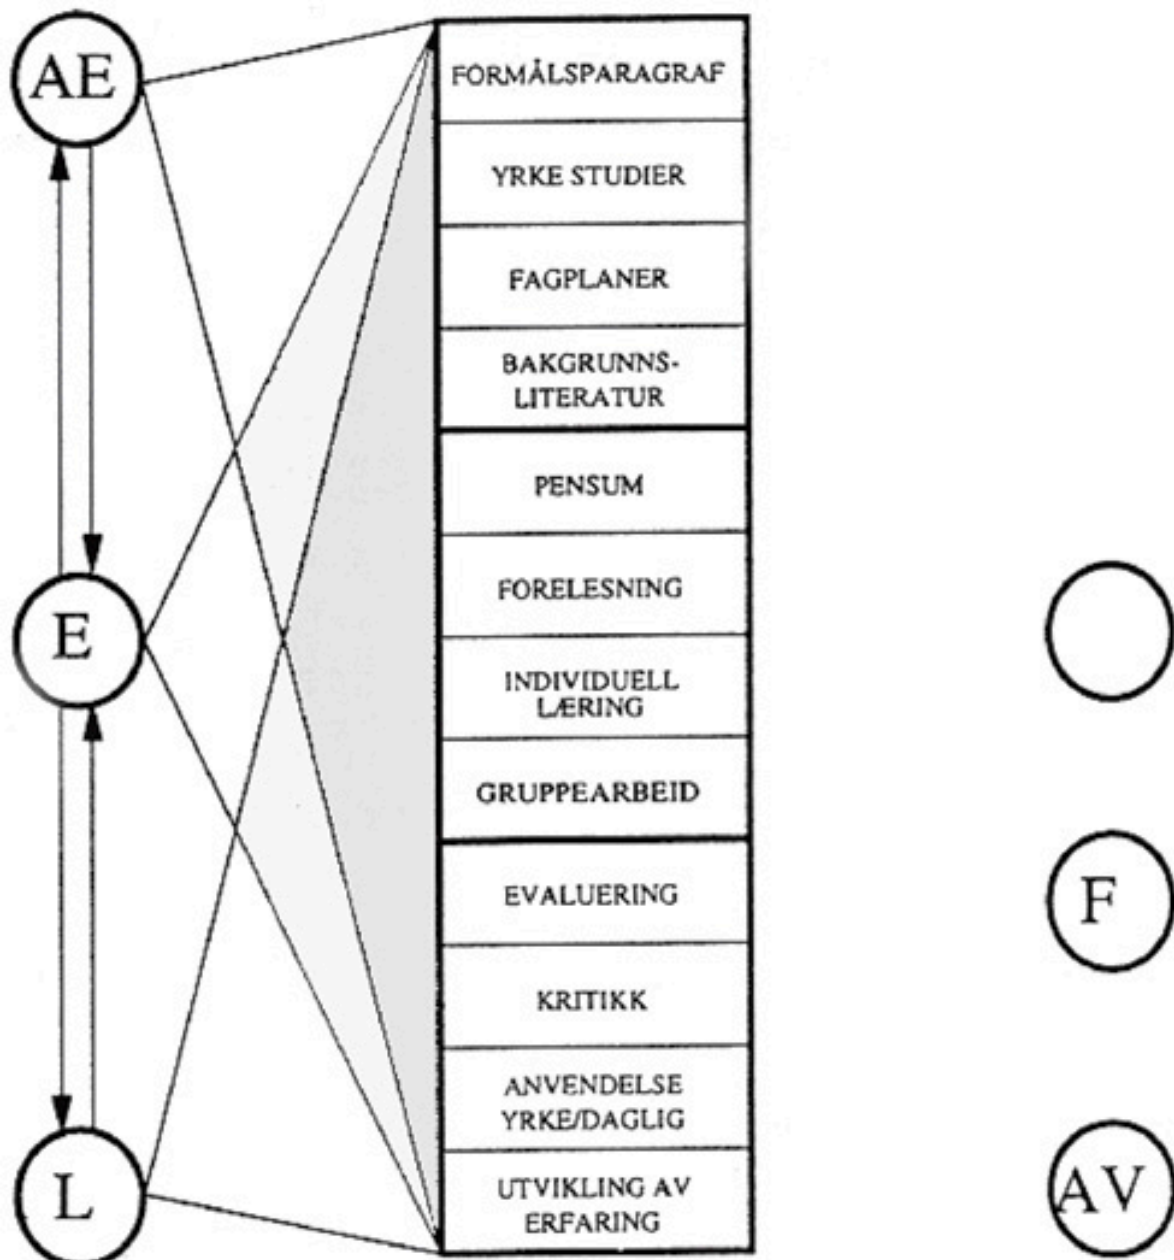 AE
FORMÅLSPARAGRAF
YRKE STUDIER
FAGPLANER
BAKGRUNNS-
LITERATUR
PENSUM
FORELESNING
E
INDIVIDUELL
LÆRING
GRUPPEARBEID
EVALUERING
F
KRITIKK
ANVENDELSE
YRKE/DAGLIG
L
UTVIKLING AV
ERFARING
AV